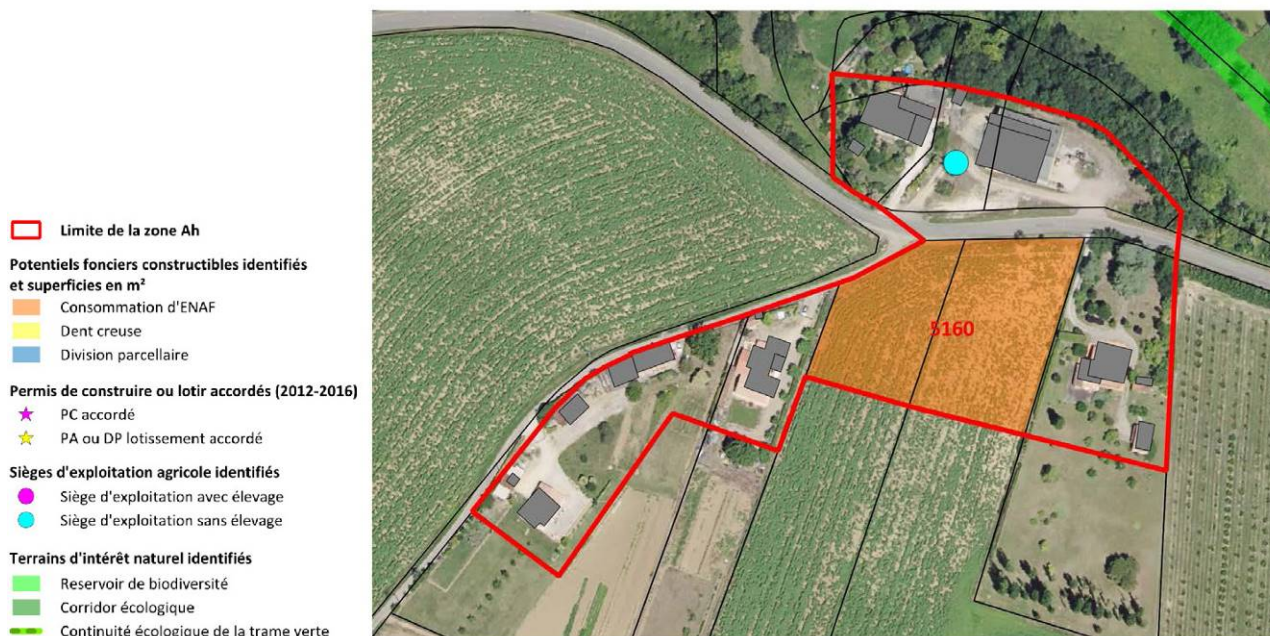 Limite de la zone Ah
Potentiels fonciers constructibles identifiés
et superficies en m²
Consommation d'ENAF
Dent creuse
Division parcellaire
Permis de construire ou lotir accordés (2012-2016)
PC accordé
PA ou DP lotissement accordé
Sièges d'exploitation agricole identifiés
Siège d'exploitation avec élevage
Siège d'exploitation sans élevage
Terrains d'intérêt naturel identifiés
Reservoir de biodiversité
Corridor écologique
Continuité écologique de la trame verte
5160